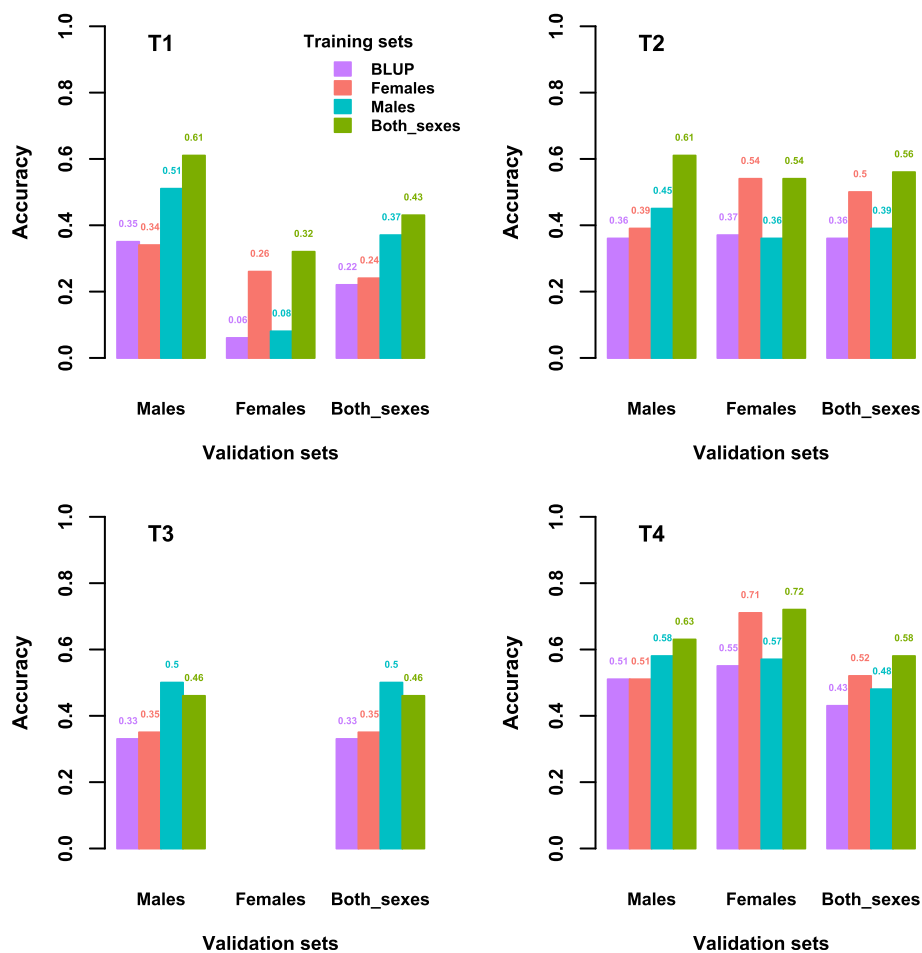 T1
Training sets
BLUP
Females
Males
Both_sexes
Accuracy
0.0
0.2
0.4
0.6
0.8
1.0
0.35
0.34
0.51
0.61
0.06
0.26
0.08
0.32
0.22
0.24
0.37
0.43
Males
Females
Both_sexes
Validation sets
T2
Accuracy
0.0
0.2
0.4
0.6
0.8
1.0
0.36
0.39
0.45
0.61
0.37
0.54
0.36
0.54
0.36
0.5
0.39
0.56
Males
Females
Both_sexes
Validation sets
T3
Accuracy
0.0
0.2
0.4
0.6
0.8
1.0
0.33
0.35
0.5
0.46
0.33
0.35
0.5
0.46
Males
Females
Both_sexes
Validation sets
T4
Accuracy
0.0
0.2
0.4
0.6
0.8
1.0
0.51
0.51
0.58
0.63
0.55
0.71
0.57
0.72
0.43
0.52
0.48
0.58
Males
Females
Both_sexes
Validation sets